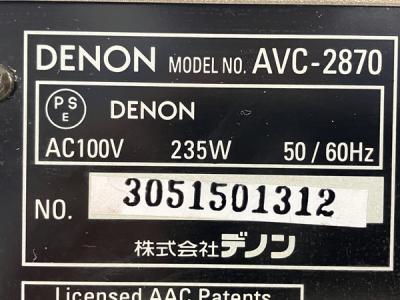 DENON MODEL NO. AVC-2870
PS
E
DENON
AC100V 235W 50 / 60Hz
NO. 3051501312
株式会社デノン
Licensed AAC Patents